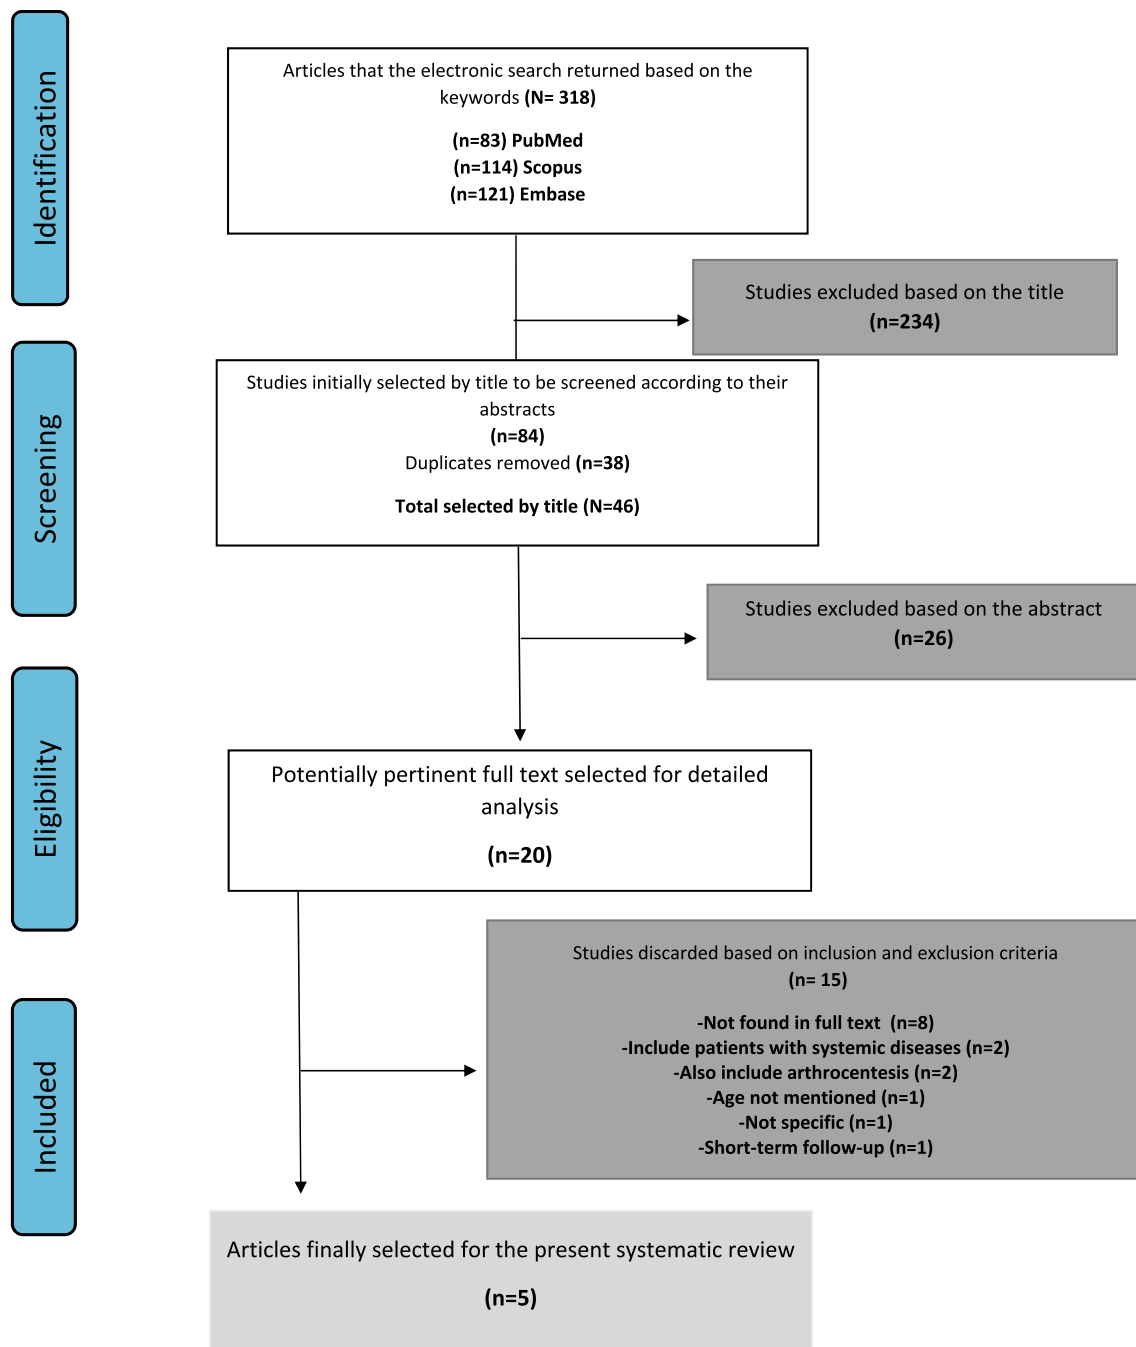 Identification
Articles that the electronic search returned based on the
keywords (N= 318)
(n=83) PubMed
(n=114) Scopus
(n=121) Embase
Studies excluded based on the title
(n=234)
Screening
Studies initially selected by title to be screened according to their
abstracts
(n=84)
Duplicates removed (n=38)
Total selected by title (N=46)
Studies excluded based on the abstract
(n=26)
Eligibility
Potentially pertinent full text selected for detailed
analysis
(n=20)
Studies discarded based on inclusion and exclusion criteria
(n= 15)
-Not found in full text  (n=8)
-Include patients with systemic diseases (n=2)
-Also include arthrocentesis (n=2)
-Age not mentioned (n=1)
-Not specific (n=1)
-Short-term follow-up (n=1)
Included
Articles finally selected for the present systematic review
(n=5)